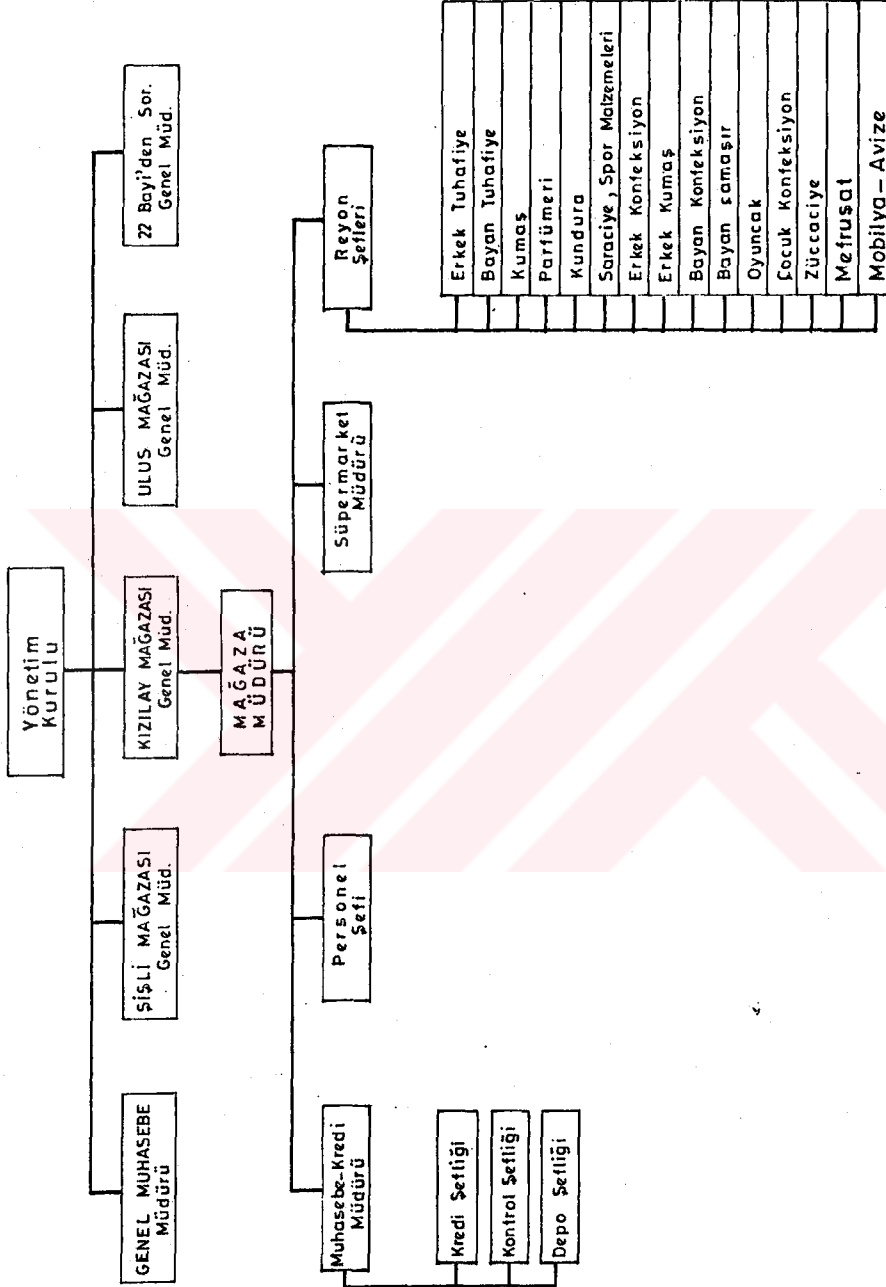 Yönetim
Kurulu
GENEL MUHASEBE
Müdürü
ŞİŞLİ MAĞAZASI
Genel Müd.
KIZILAY MAĞAZASI
Genel Müd.
ULUS MAĞAZASI
Genel Müd.
22 Bayi'den Sor.
Genel Müd.
MAĞAZA
MÜDÜRÜ
Muhasebe-Kredi
Müdürü
Personel
Şefi
Süpermarket
Müdürü
Reyon
Şefleri
Kredi Şefliği
Kontrol Şefliği
Depo Şefliği
Erkek Tuhafiye
Bayan Tuhafiye
Kumaş
Parfümeri
Kundura
Saraciye, Spor Malzemeleri
Erkek Konfeksiyon
Erkek Kumaş
Bayan Konfeksiyon
Bayan Çamaşır
Oyuncak
Çocuk Konfeksiyon
Züccaciye
Mefruşat
Mobilya-Avize